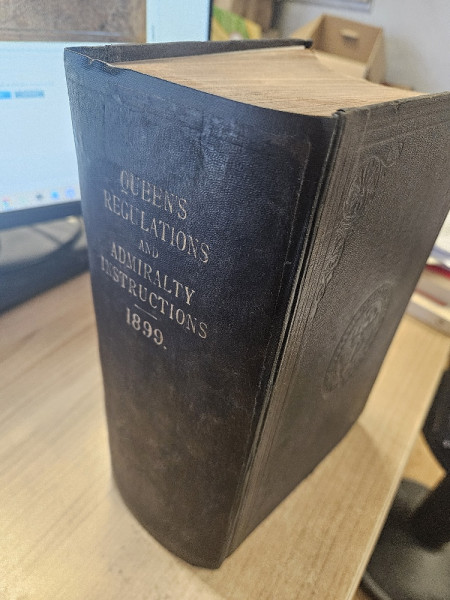 QUEEN'S
REGULATIONS
AND
ADMIRALTY
INSTRUCTIONS
1899.